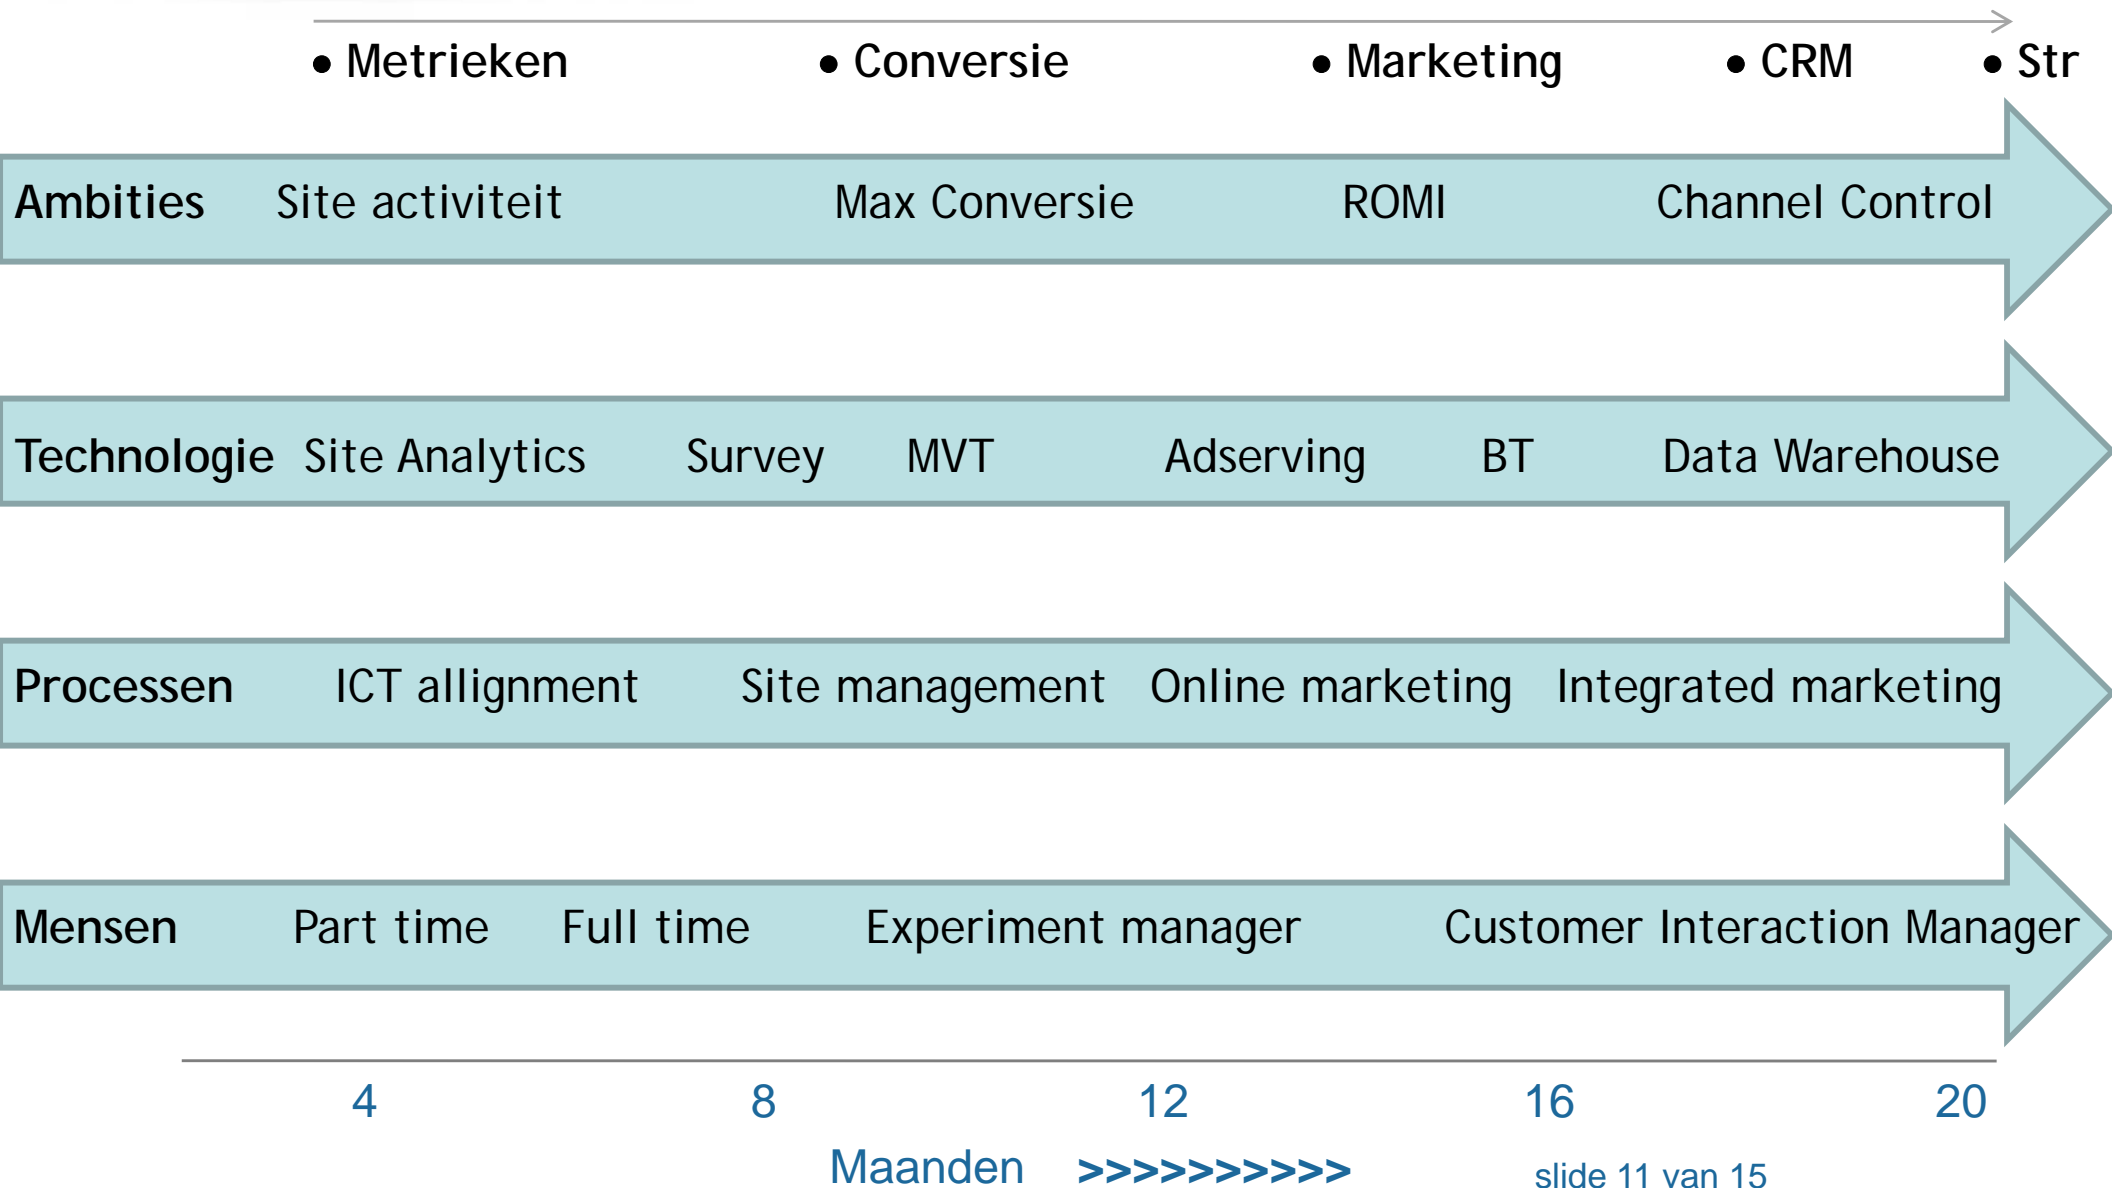 • Metrieken • Conversie • Marketing • CRM • Str
Ambities Site activiteit Max Conversie ROMI Channel Control
Technologie Site Analytics Survey MVT Adserving BT Data Warehouse
Processen ICT allignment Site management Online marketing Integrated marketing
Mensen Part time Full time Experiment manager Customer Interaction Manager
4 8 12 16 20
Maanden >>>>>>>>>> slide 11 van 15